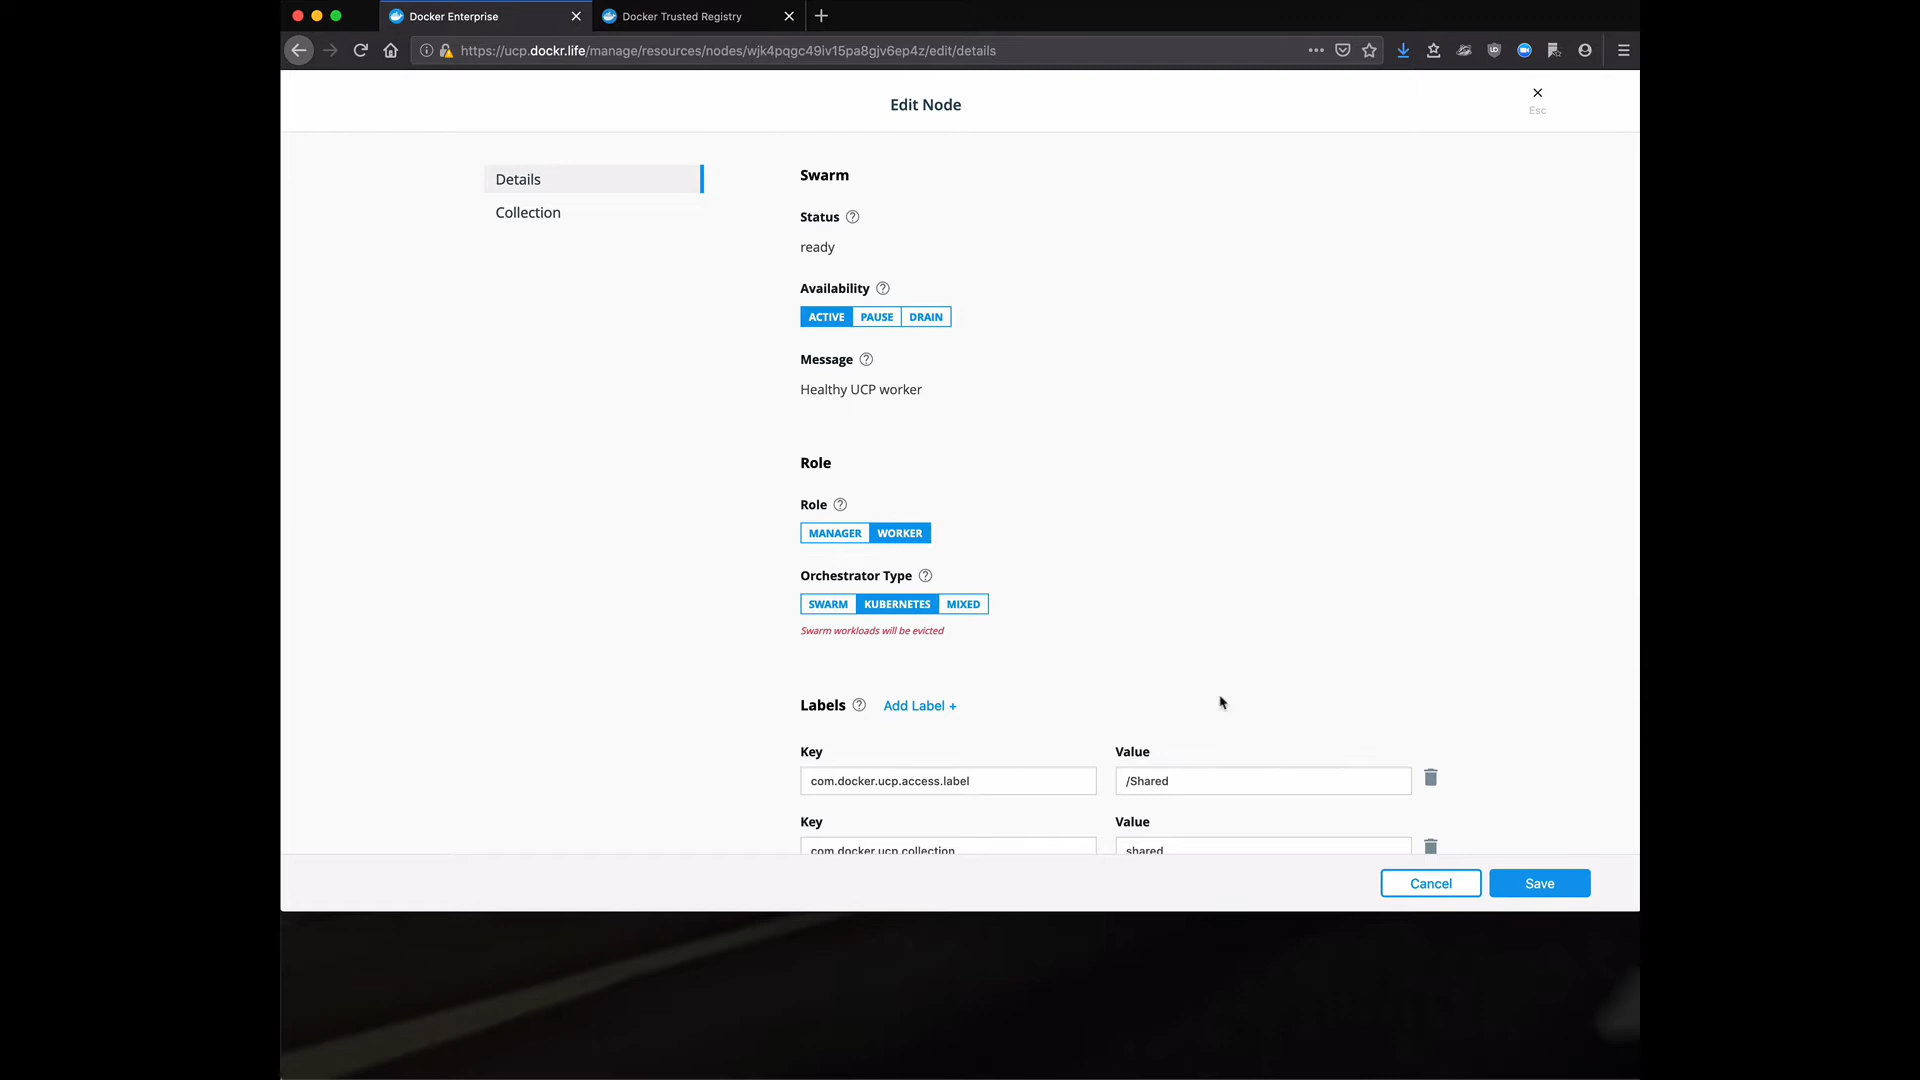 Docker Enterprise
Docker Trusted Registry
https://ucp.dockr.life/manage/resources/nodes/wjk4pqgc49iv15pa8gjv6ep4z/edit/details
Edit Node
Esc
Details
Collection
Swarm
Status
ready
Availability
ACTIVE PAUSE DRAIN
Message
Healthy UCP worker
Role
Role
MANAGER WORKER
Orchestrator Type
SWARM KUBERNETES MIXED
Swarm workloads will be evicted
Labels Add Label +
Key Value
com.docker.ucp.access.label /Shared
Key Value
com.docker.ucp.collection shared
Cancel Save